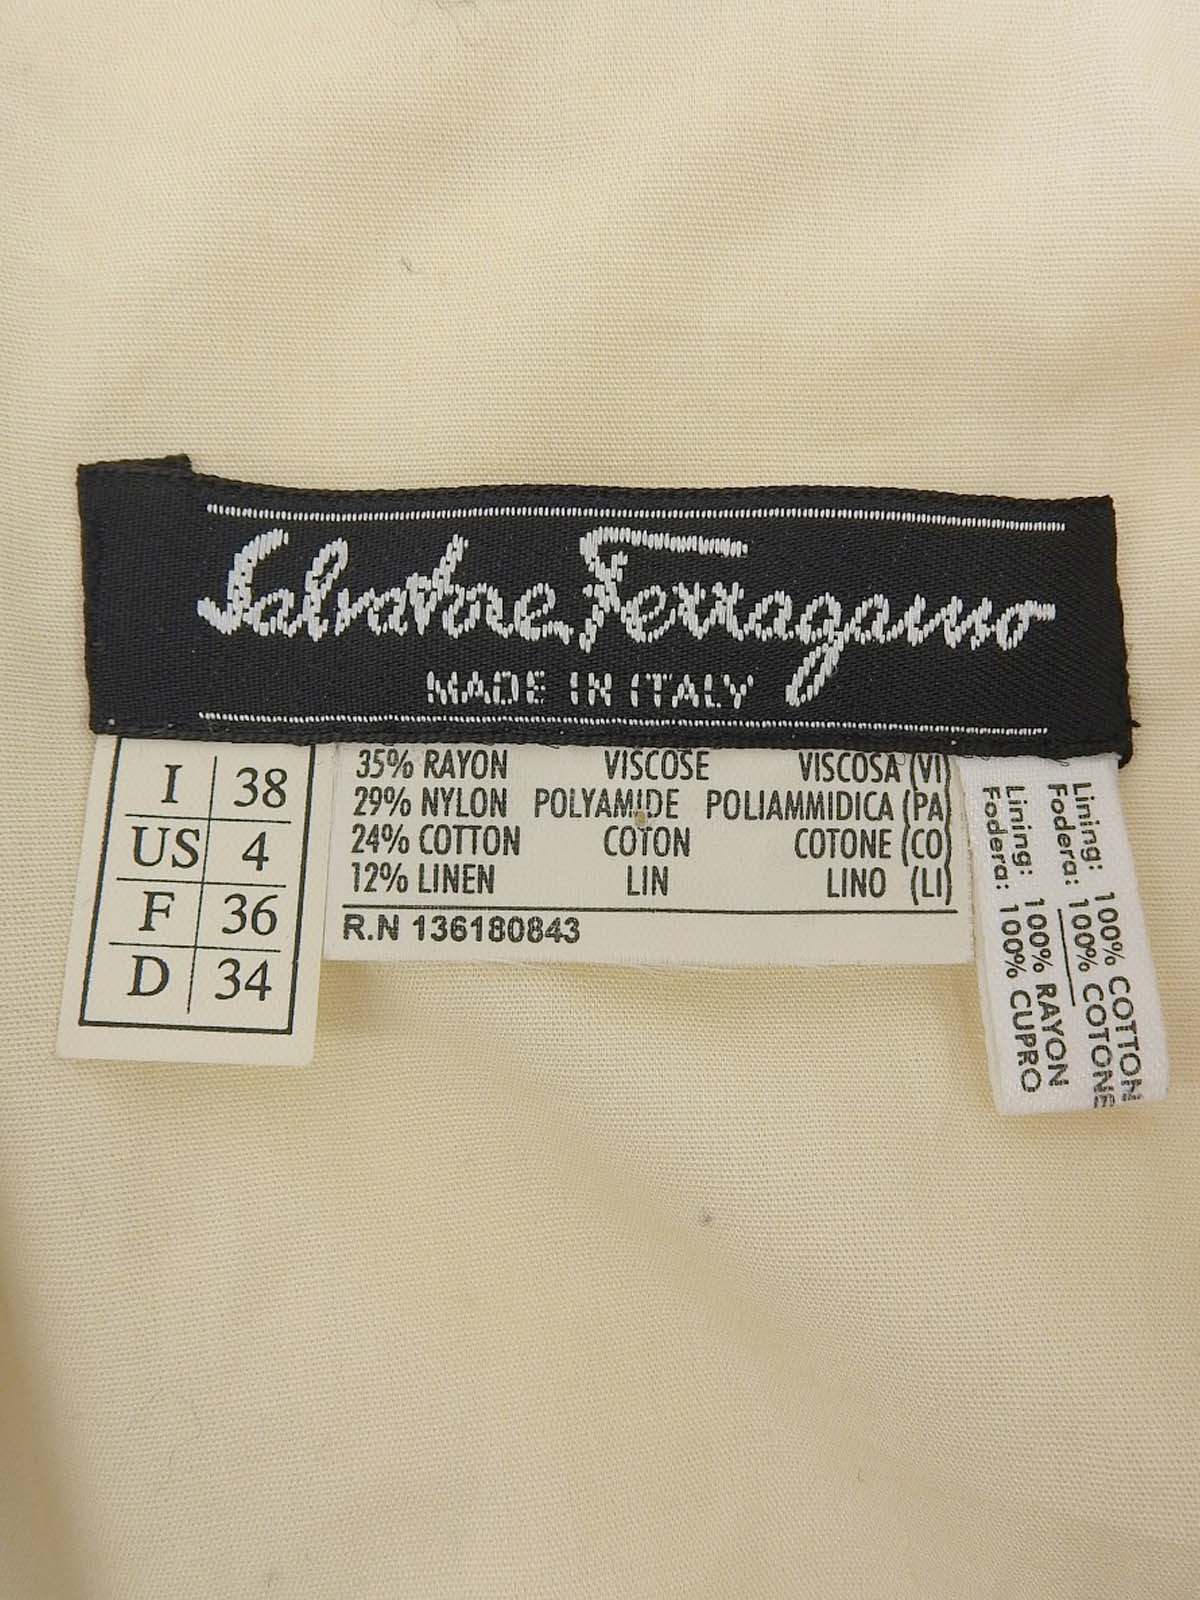 Salvatore Ferragamo
MADE IN ITALY
I 38
US 4
F 36
D 34
35% RAYON VISCOSE VISCOSA (VI)
29% NYLON POLYAMIDE POLIAMMIDICA (PA)
24% COTTON COTON COTONE (CO)
12% LINEN LIN LINO (LI)
R.N 136180843
Lining: 100% COTTON
Fodera: 100% COTONE
Lining: 100% RAYON
Fodera: 100% CUPRO